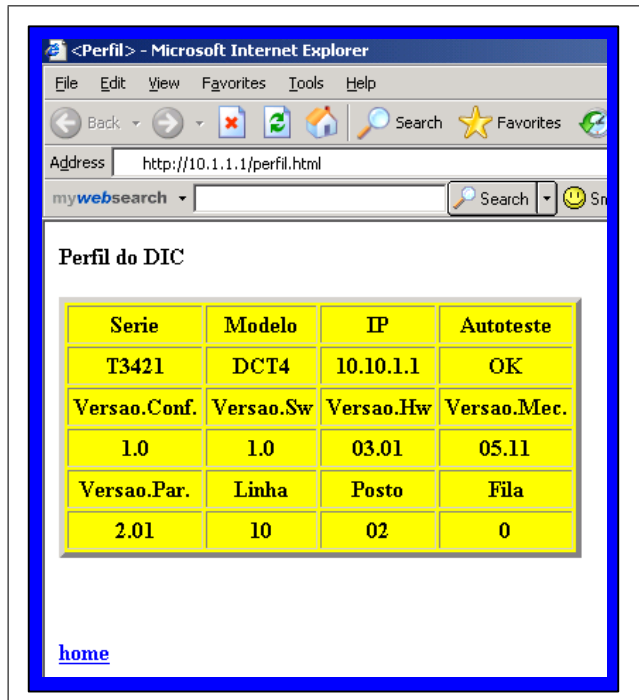 <Perfil> - Microsoft Internet Explorer
File Edit View Favorites Tools Help
Back Search Favorites
Address http://10.1.1.1/perfil.html
mywebsearch Search
Perfil do DIC
Serie Modelo IP Autoteste
T3421 DCT4 10.10.1.1 OK
Versao.Conf. Versao.Sw Versao.Hw Versao.Mec.
1.0 1.0 03.01 05.11
Versao.Par. Linha Posto Fila
2.01 10 02 0
home